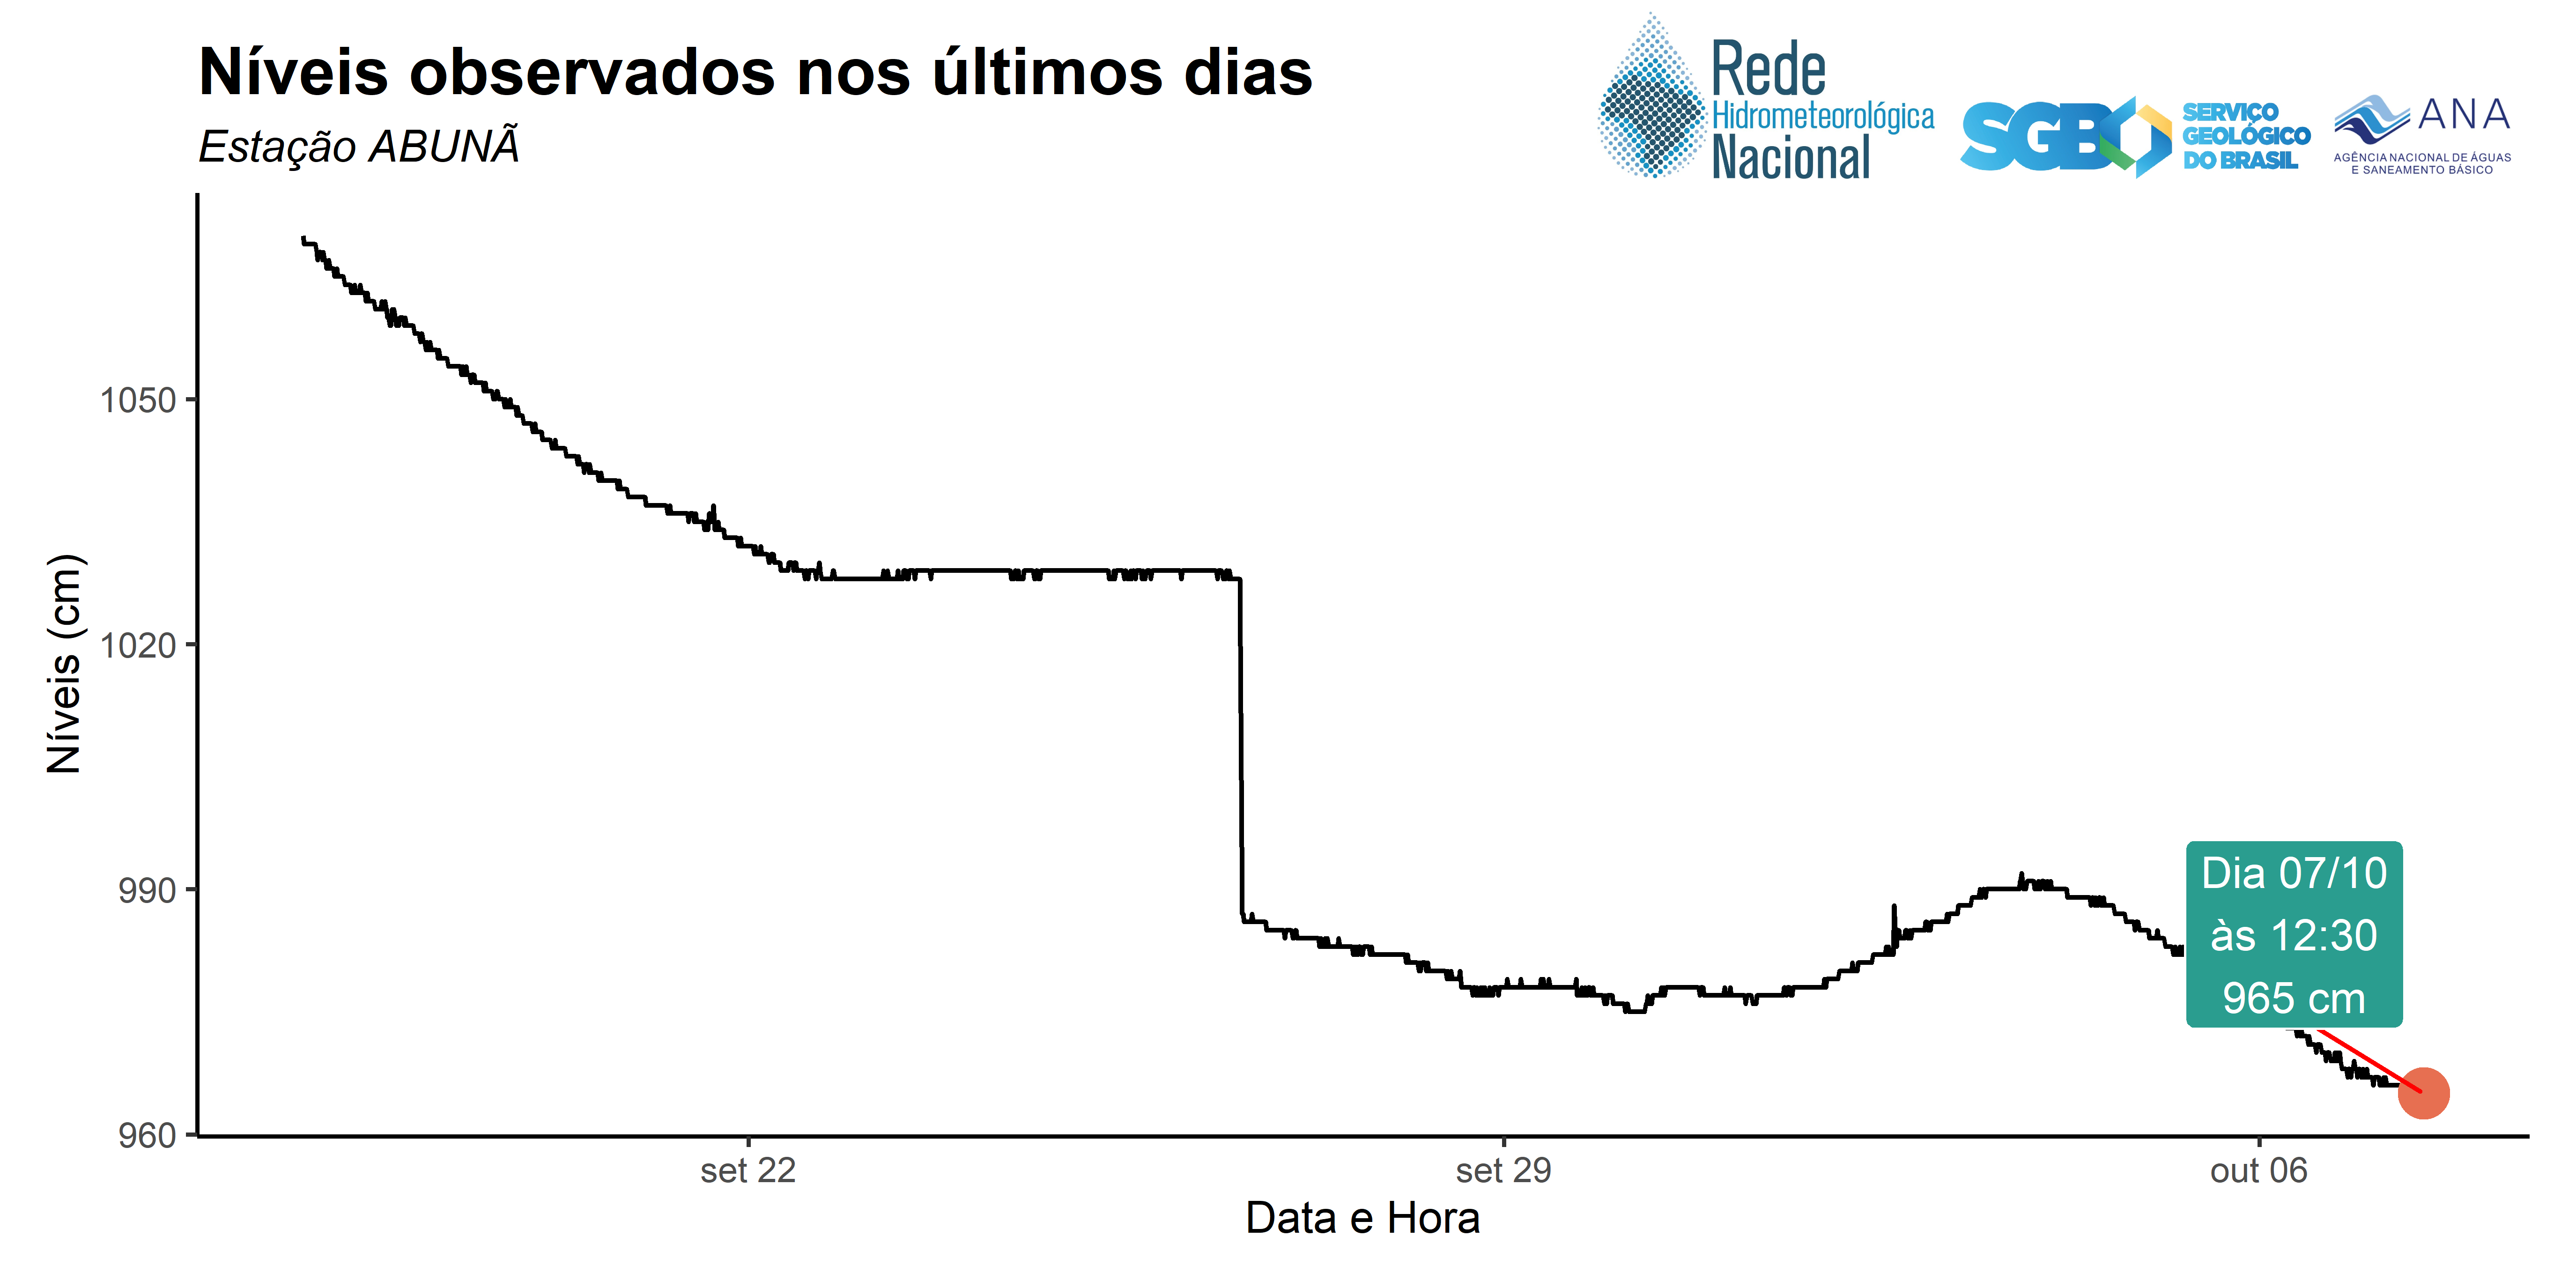 Níveis observados nos últimos dias
Estação ABUNÃ
Rede
Hidrometeorológica
Nacional
SGB
SERVIÇO
GEOLÓGICO
DO BRASIL
ANA
AGÊNCIA NACIONAL DE ÁGUAS
E SANEAMENTO BÁSICO
Níveis (cm)
1050
1020
990
960
Dia 07/10
às 12:30
965 cm
set 22
set 29
out 06
Data e Hora